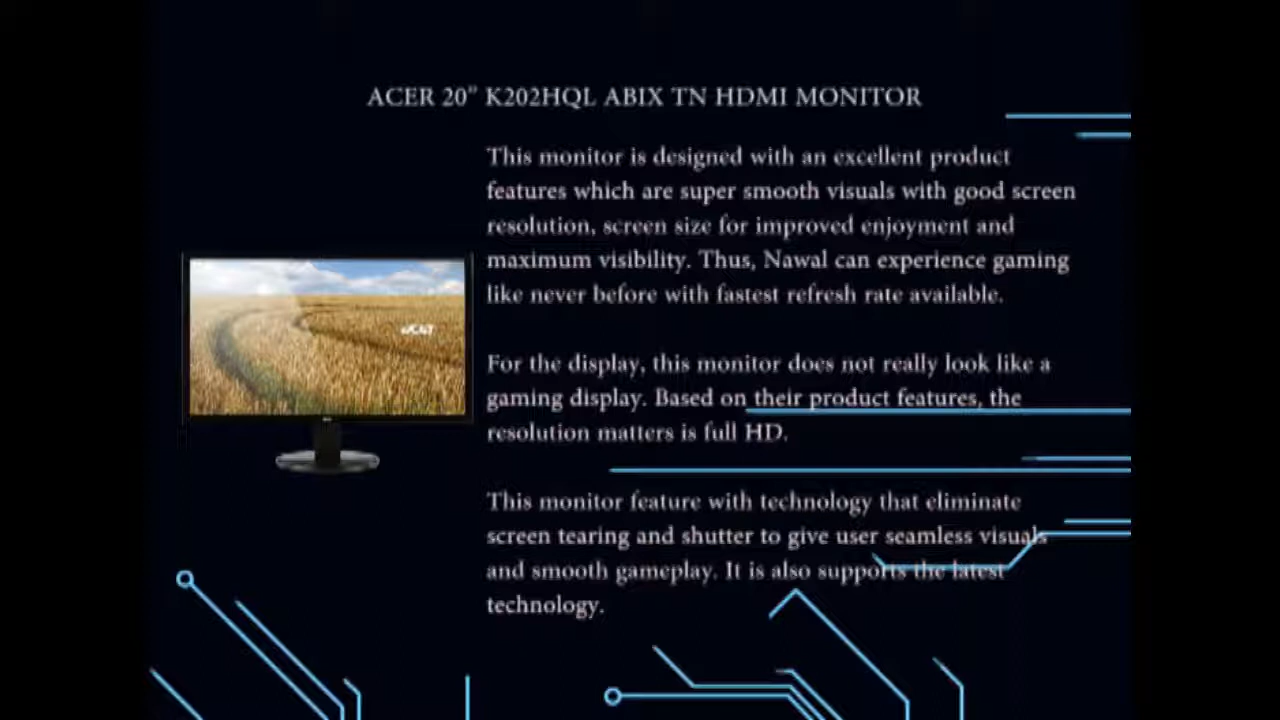 ACER 20” K202HQL ABIX TN HDMI MONITOR
This monitor is designed with an excellent product
features which are super smooth visuals with good screen
resolution, screen size for improved enjoyment and
maximum visibility. Thus, Nawal can experience gaming
like never before with fastest refresh rate available.
For the display, this monitor does not really look like a
gaming display. Based on their product features, the
resolution matters is full HD.
This monitor feature with technology that eliminate
screen tearing and shutter to give user seamless visuals
and smooth gameplay. It is also supports the latest
technology.
acer